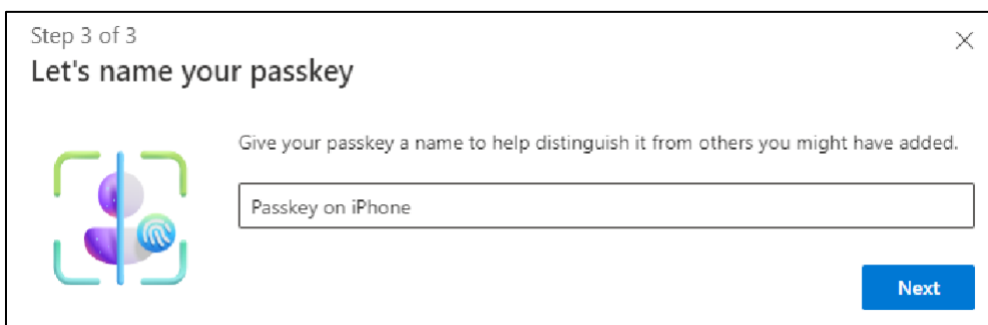 Step 3 of 3
Let's name your passkey
Give your passkey a name to help distinguish it from others you might have added.
Passkey on iPhone
Next